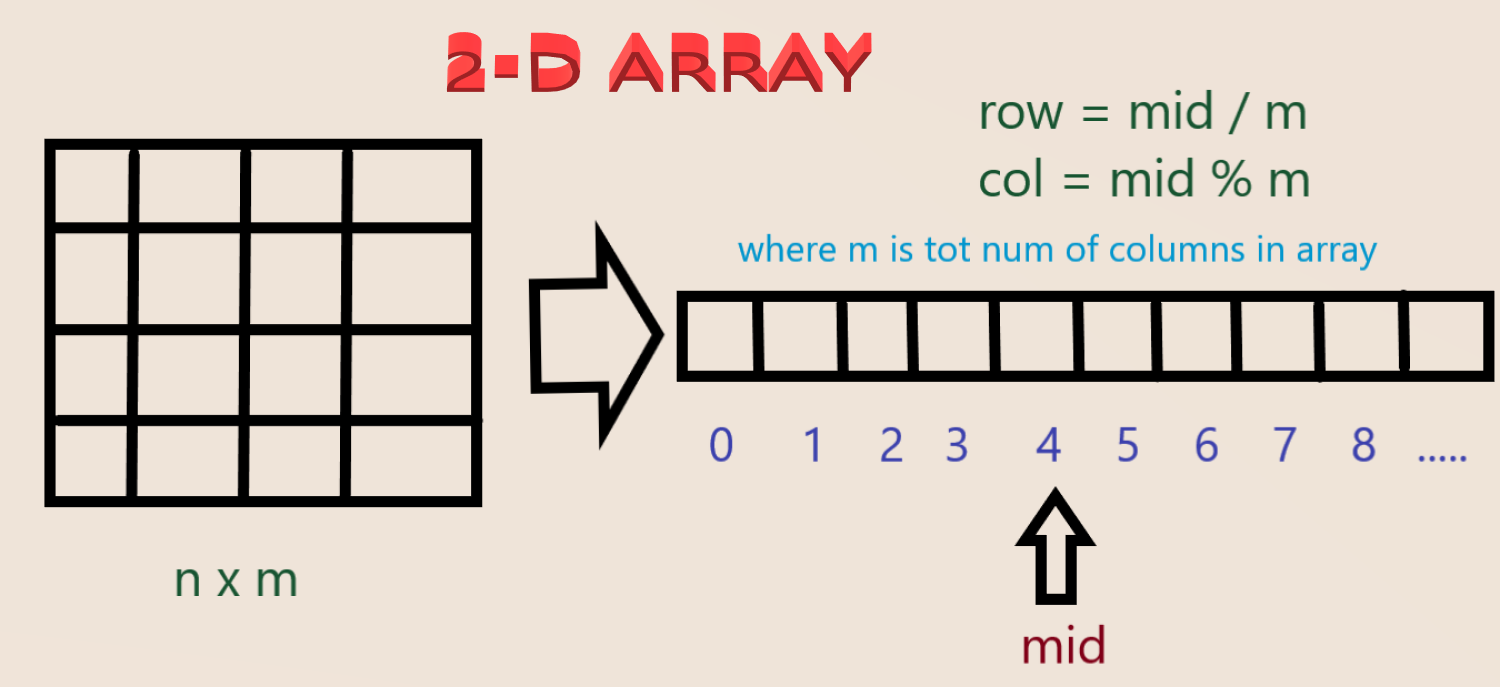 2-D ARRAY
row = mid / m
col = mid % m
where m is tot num of columns in array
0 1 2 3 4 5 6 7 8 .....
n x m
mid